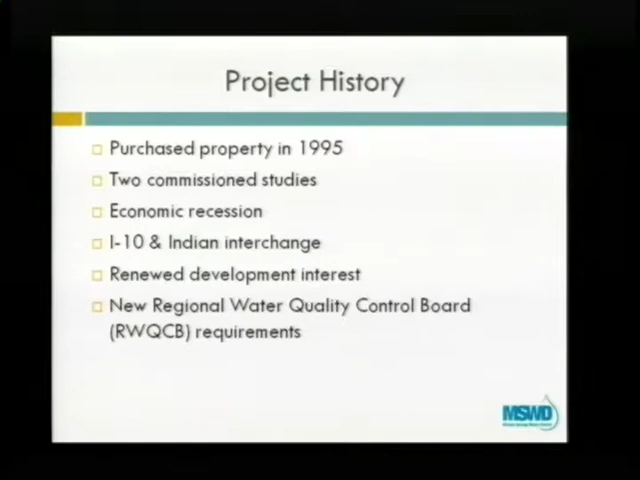 Project History
Purchased property in 1995
Two commissioned studies
Economic recession
I-10 & Indian interchange
Renewed development interest
New Regional Water Quality Control Board
(RWQCB) requirements
MSWD